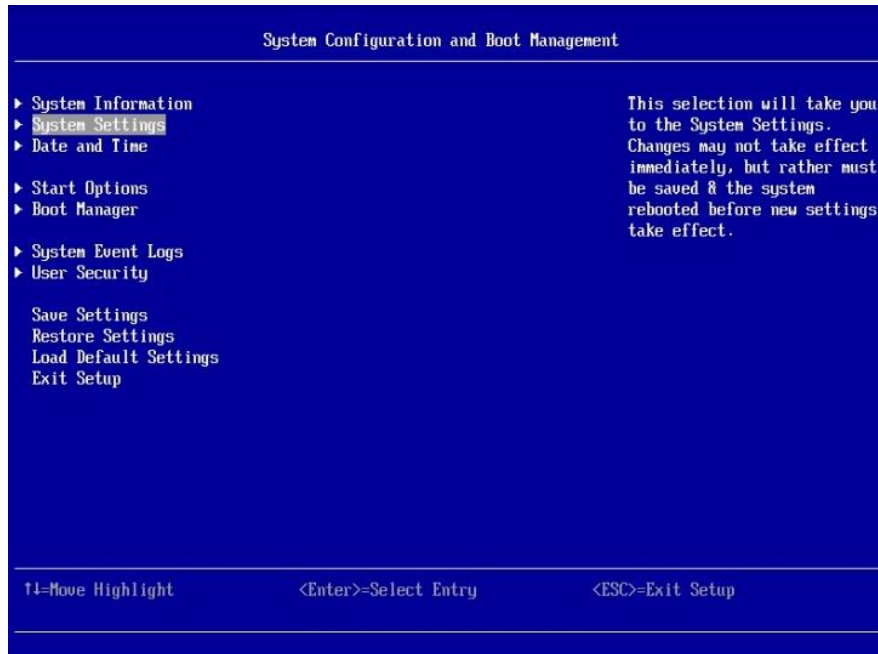 System Configuration and Boot Management
▶ System Information
▶ System Settings
▶ Date and Time
▶ Start Options
▶ Boot Manager
▶ System Event Logs
▶ User Security
Save Settings
Restore Settings
Load Default Settings
Exit Setup
This selection will take you
to the System Settings.
Changes may not take effect
immediately, but rather must
be saved & the system
rebooted before new settings
take effect.
↑↓=Move Highlight <Enter>=Select Entry <ESC>=Exit Setup